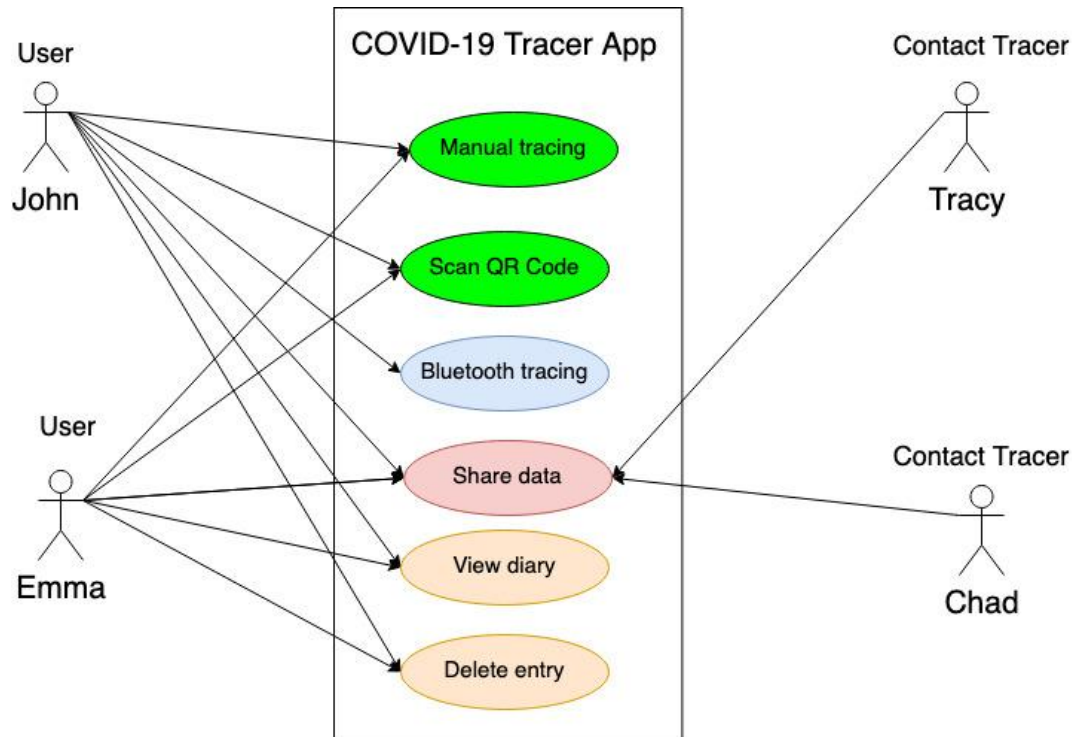 COVID-19 Tracer App
User
John
User
Emma
Manual tracing
Scan QR Code
Bluetooth tracing
Share data
View diary
Delete entry
Contact Tracer
Tracy
Contact Tracer
Chad